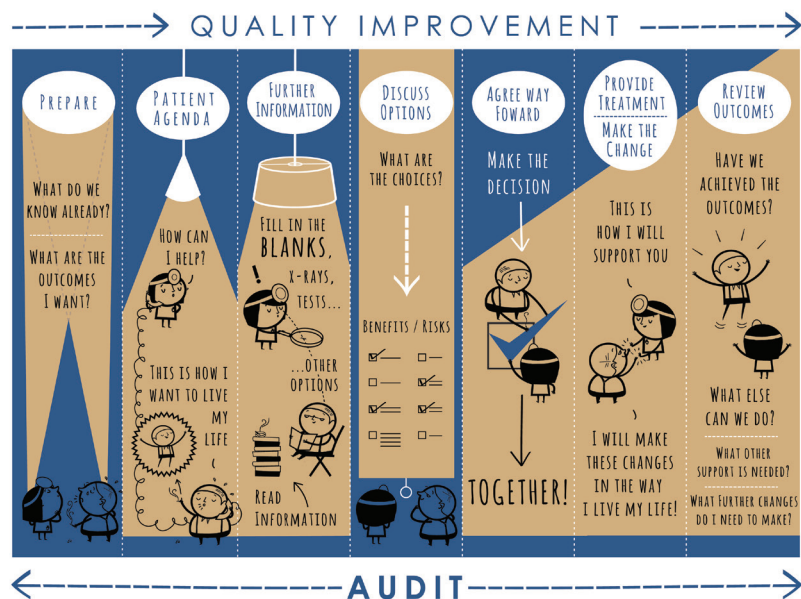 QUALITY IMPROVEMENT
PREPARE
WHAT DO WE
KNOW ALREADY?
WHAT ARE THE
OUTCOMES
I WANT?
PATIENT
AGENDA
HOW CAN
I HELP?
THIS IS HOW I
WANT TO LIVE
MY
LIFE
FURTHER
INFORMATION
FILL IN THE
BLANKS,
X-RAYS,
TESTS...
!
...OTHER
OPTIONS
READ
INFORMATION
DISCUSS
OPTIONS
WHAT ARE
THE CHOICES?
BENEFITS / RISKS
AGREE WAY
FOWARD
MAKE THE
DECISION
TOGETHER!
PROVIDE
TREATMENT
MAKE THE
CHANGE
THIS IS
HOW I WILL
SUPPORT YOU
I WILL MAKE
THESE CHANGES
IN THE WAY
I LIVE MY LIFE!
REVIEW
OUTCOMES
HAVE WE
ACHIEVED THE
OUTCOMES?
WHAT ELSE
CAN WE DO?
WHAT OTHER
SUPPORT IS NEEDED?
WHAT FURTHER CHANGES
DO I NEED TO MAKE?
AUDIT